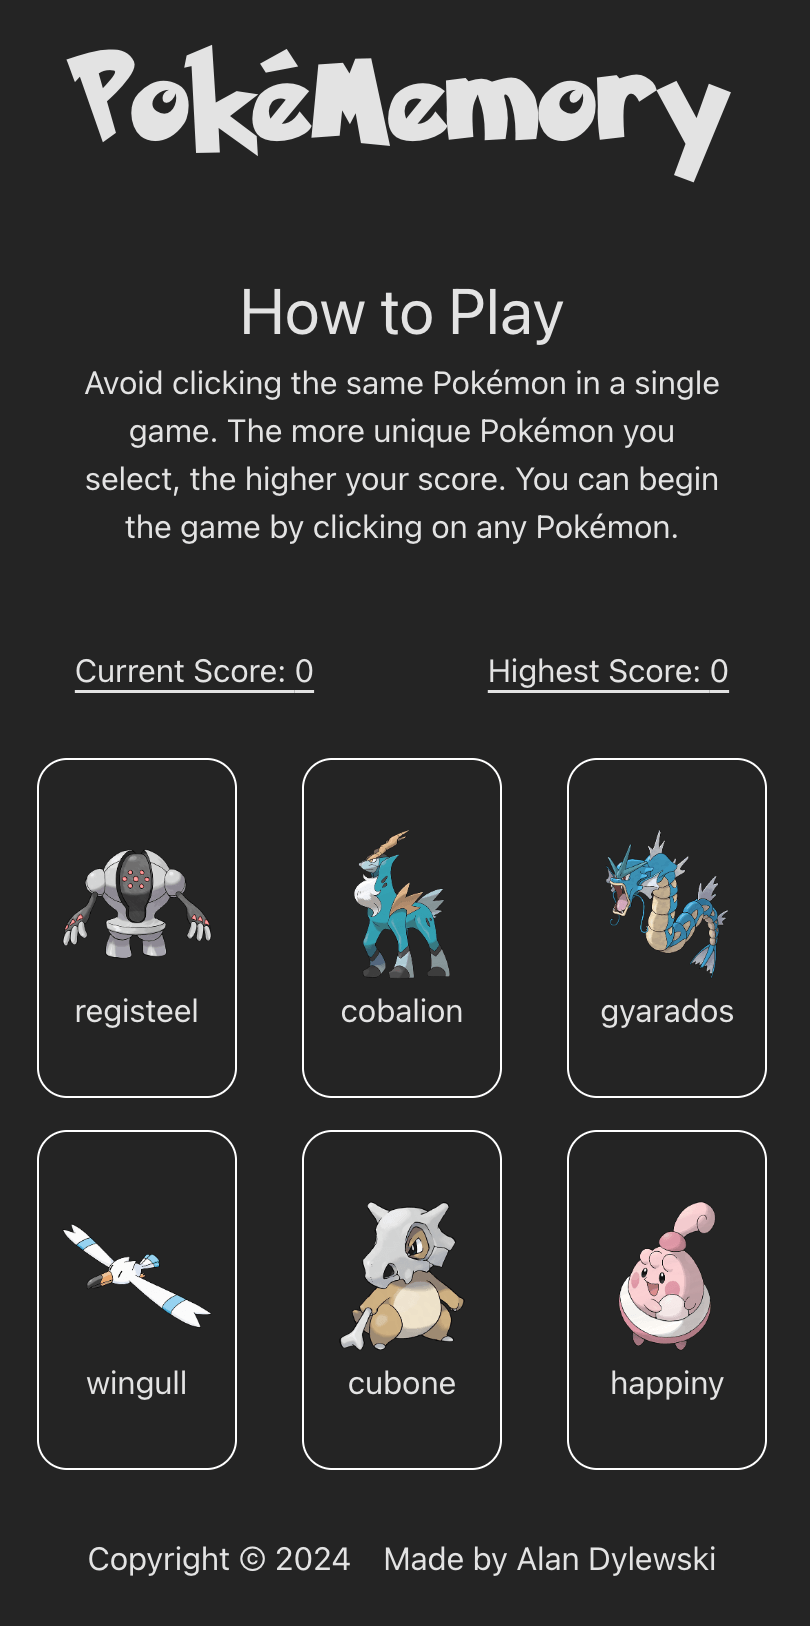 PokéMemory
How to Play
Avoid clicking the same Pokémon in a single
game. The more unique Pokémon you
select, the higher your score. You can begin
the game by clicking on any Pokémon.
Current Score: 0 Highest Score: 0
registeel cobalion gyarados
wingull cubone happiny
Copyright © 2024 Made by Alan Dylewski